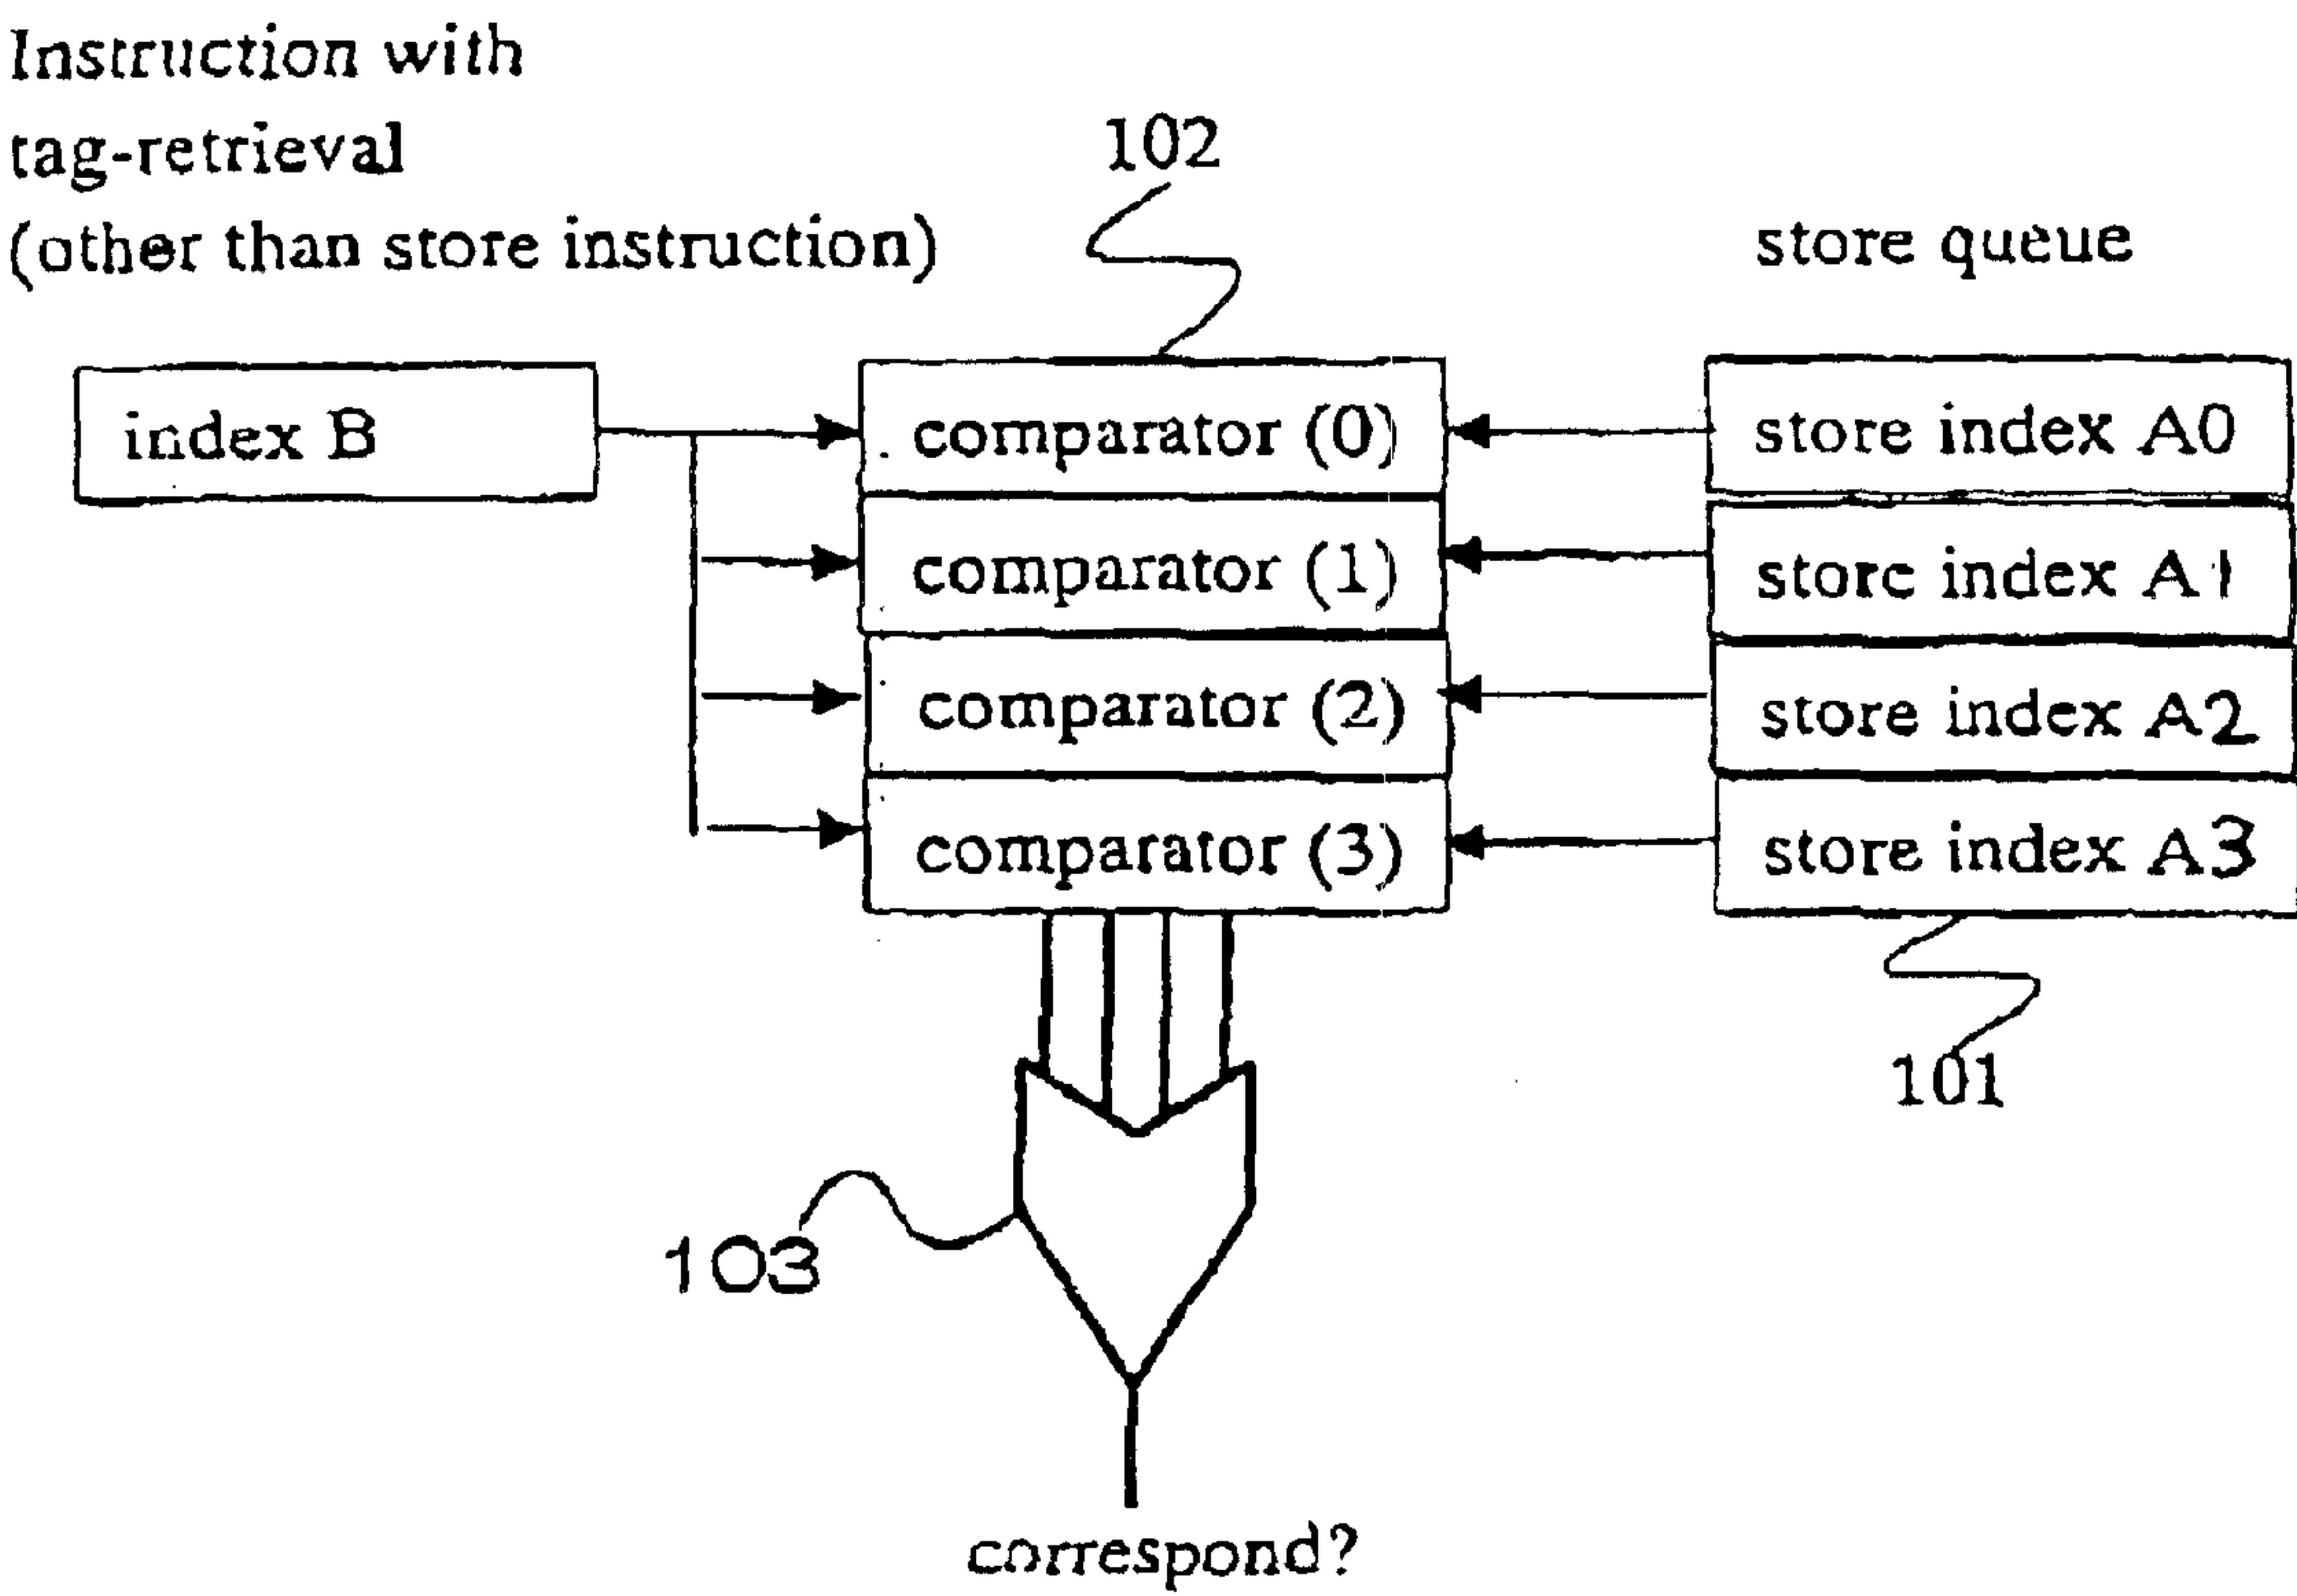 Instruction with
tag-retrieval
(other than store instruction)
102
store queue
index B
comparator (0)
store index A0
comparator (1)
store index A1
comparator (2)
store index A2
comparator (3)
store index A3
101
103
correspond?